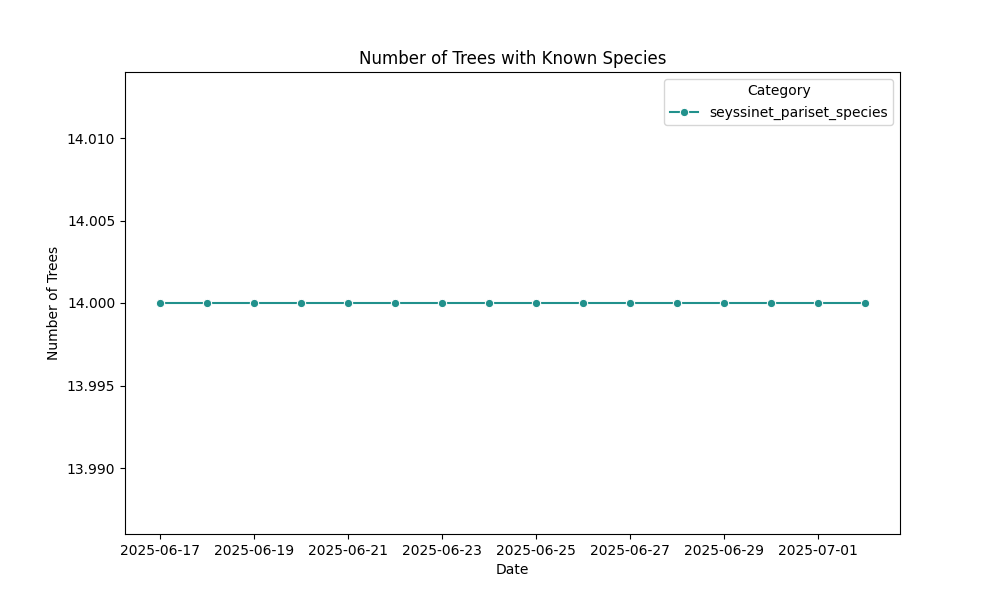 Number of Trees with Known Species
Category
seyssinet_pariset_species
14.010
14.005
14.000
13.995
13.990
Number of Trees
2025-06-17 2025-06-19 2025-06-21 2025-06-23 2025-06-25 2025-06-27 2025-06-29 2025-07-01
Date